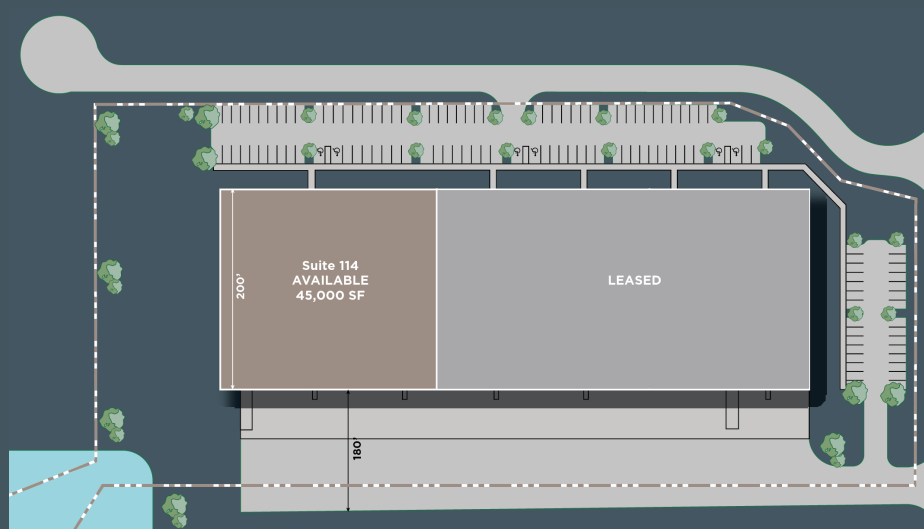 Suite 114
AVAILABLE
45,000 SF
200'
LEASED
180'